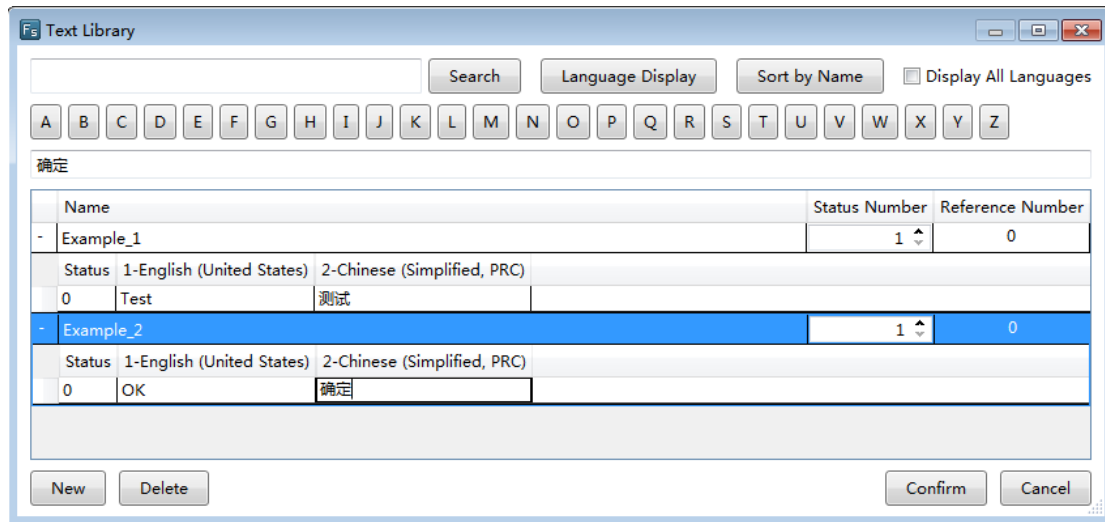 Fs Text Library
Search Language Display Sort by Name Display All Languages
A B C D E F G H I J K L M N O P Q R S T U V W X Y Z
确定
Name Status Number Reference Number
- Example_1 1 0
Status 1-English (United States) 2-Chinese (Simplified, PRC)
0 Test 测试
- Example_2 1 0
Status 1-English (United States) 2-Chinese (Simplified, PRC)
0 OK 确定
New Delete Confirm Cancel